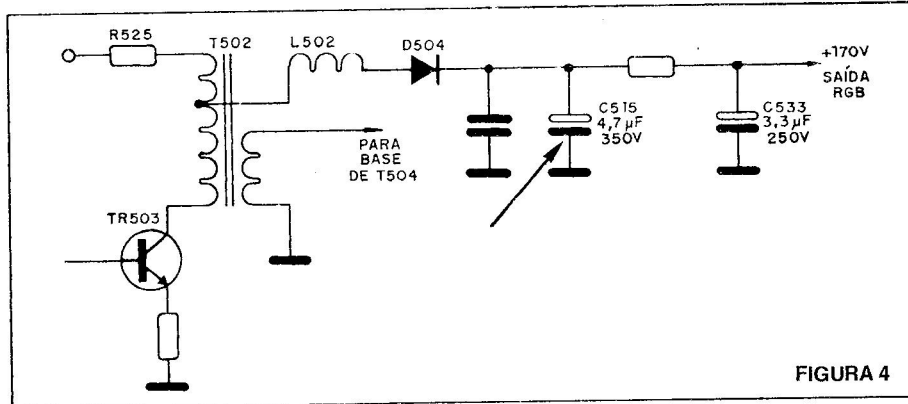 R525
T502
L502
D504
+170V
SAÍDA
RGB
C515
4,7µF
350V
C533
3,3µF
250V
PARA
BASE
DE T504
TR503
FIGURA 4